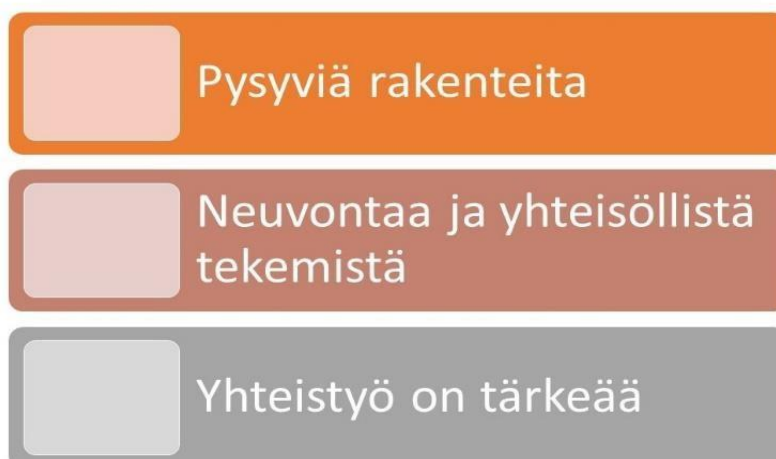 Pysyviä rakenteita
Neuvontaa ja yhteisöllistä
tekemistä
Yhteistyö on tärkeää